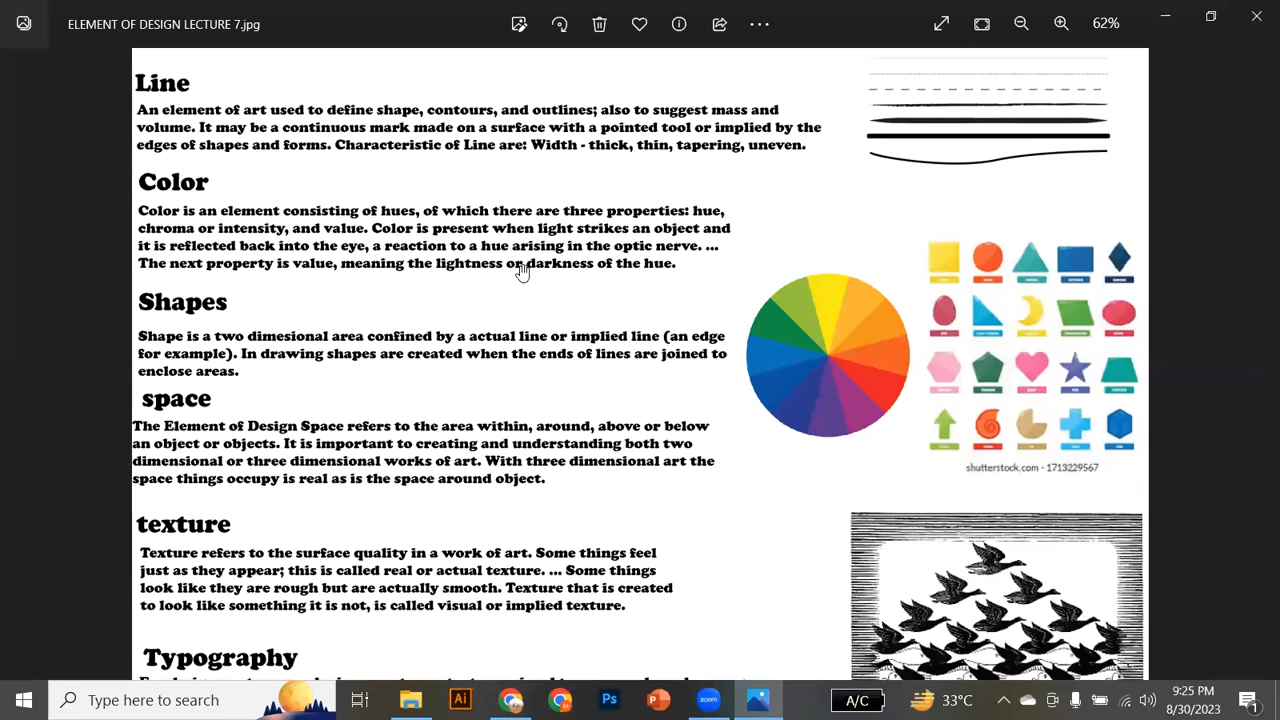 ELEMENT OF DESIGN LECTURE 7.jpg
62%
Line
An element of art used to define shape, contours, and outlines; also to suggest mass and
volume. It may be a continuous mark made on a surface with a pointed tool or implied by the
edges of shapes and forms. Characteristic of Line are: Width - thick, thin, tapering, uneven.
Color
Color is an element consisting of hues, of which there are three properties: hue,
chroma or intensity, and value. Color is present when light strikes an object and
it is reflected back into the eye, a reaction to a hue arising in the optic nerve. ...
The next property is value, meaning the lightness or darkness of the hue.
Shapes
Shape is a two dimesional area confined by a actual line or implied line (an edge
for example). In drawing shapes are created when the ends of lines are joined to
enclose areas.
shutterstock.com · 1713229567
space
The Element of Design Space refers to the area within, around, above or below
an object or objects. It is important to creating and understanding both two
dimensional or three dimensional works of art. With three dimensional art the
space things occupy is real as is the space around object.
texture
Texture refers to the surface quality in a work of art. Some things feel
just as they appear; this is called real or actual texture. ... Some things
look like they are rough but are actually smooth. Texture that is created
to look like something it is not, is called visual or implied texture.
Typography
Type here to search
Ai
Ps
P
zoom
A/C
33°C
9:25 PM
8/30/2023
1